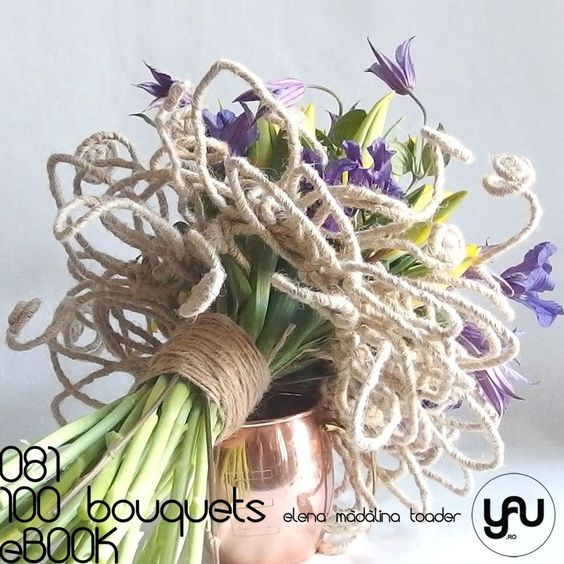 081
100 bouquets
eBOOK
elena mădălina toader
YAU
.RO